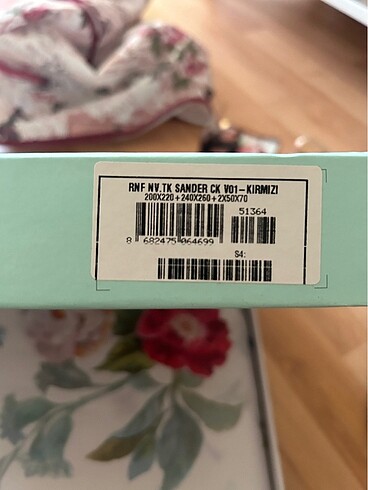 RNF NV.TK SANDER CK V01-KIRMIZI
200X220+240X260+2X50X70
51364
8 682475 064699
S4: